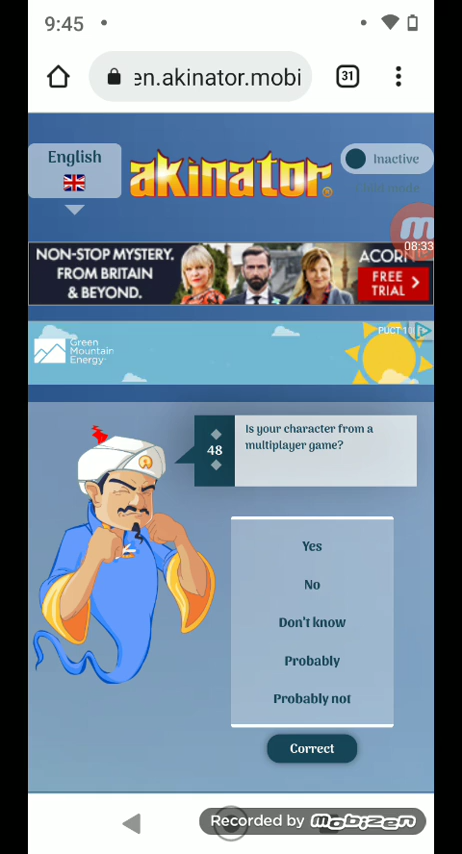 9:45
en.akinator.mobi
31
English
akinator
Inactive
08:33
NON-STOP MYSTERY.
FROM BRITAIN
& BEYOND.
ACORN
FREE
TRIAL
Green
Mountain
Energy
48
Is your character from a
multiplayer game?
Yes
No
Don't know
Probably
Probably not
Correct
Recorded by mobizen